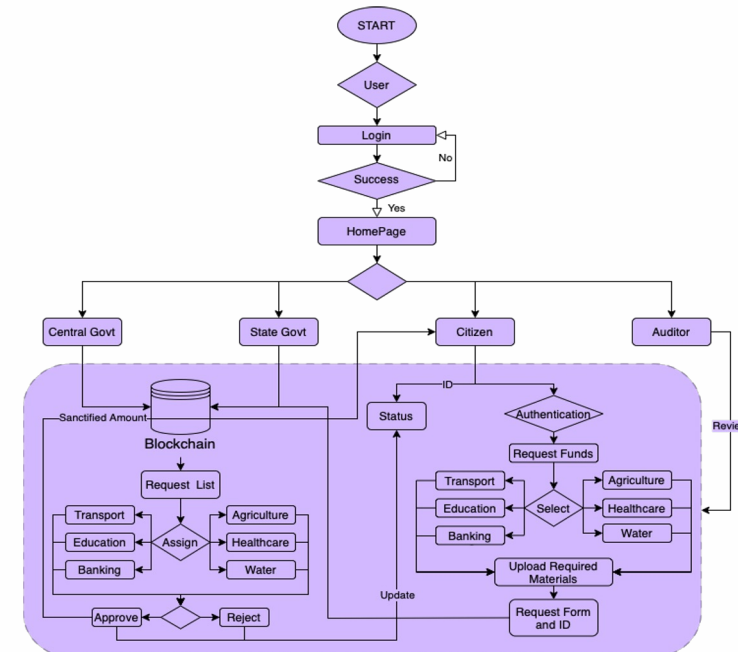 START
User
Login
No
Success
Yes
HomePage
Central Govt
State Govt
Citizen
Auditor
ID
Sanctified Amount
Status
Authentication
Revie
Blockchain
Request Funds
Request List
Transport
Agriculture
Education
Select
Healthcare
Banking
Water
Transport
Agriculture
Education
Assign
Healthcare
Banking
Water
Upload Required
Materials
Update
Approve
Reject
Request Form
and ID